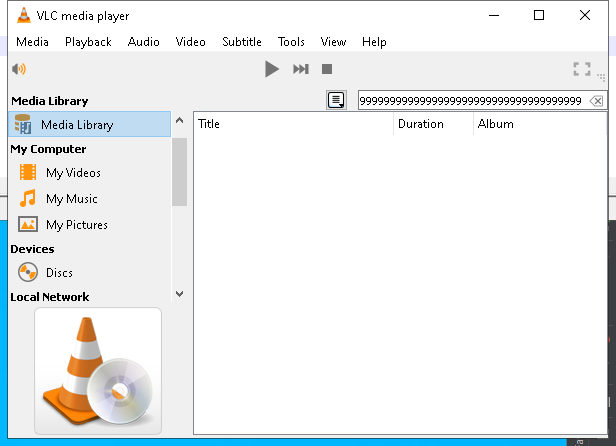 VLC media player
Media Playback Audio Video Subtitle Tools View Help
Media Library
Media Library
My Computer
My Videos
My Music
My Pictures
Devices
Discs
Local Network
Title Duration Album